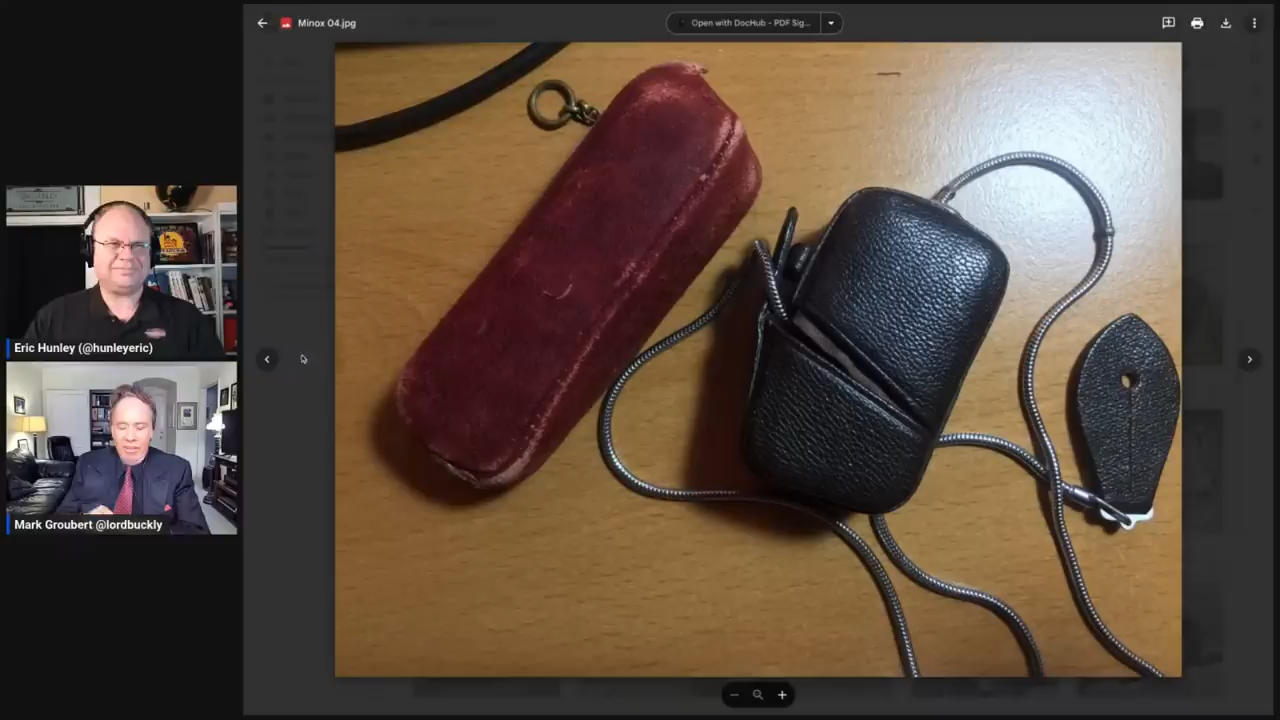 Minox 04.jpg
Open with DocHub - PDF Sig...
Eric Hunley (@hunleyeric)
Mark Groubert @lordbuckly